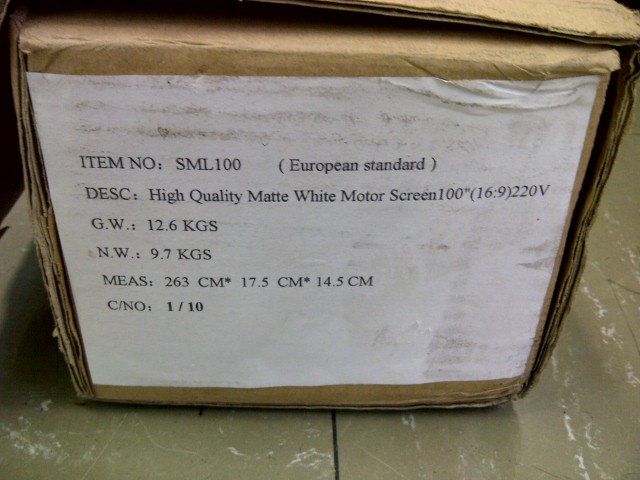 ITEM NO: SML100 ( European standard )
DESC: High Quality Matte White Motor Screen100"(16:9)220V
G.W.: 12.6 KGS
N.W.: 9.7 KGS
MEAS: 263 CM* 17.5 CM* 14.5 CM
C/NO: 1 / 10